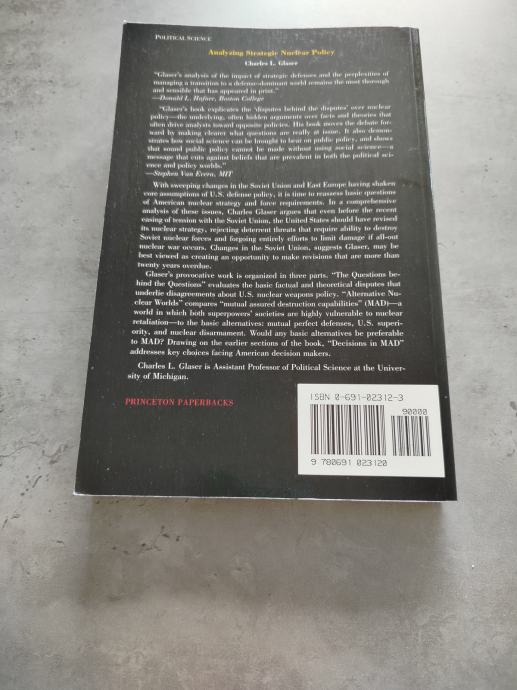 POLITICAL SCIENCE
Analyzing Strategic Nuclear Policy
Charles L. Glaser
"Glaser's analysis of the impact of strategic defenses and the perplexities of
managing a transition to a defense-dominant world remains the most thorough
and sensible that has appeared in print."
—Donald L. Hafner, Boston College
"Glaser's book explicates the 'disputes behind the disputes' over nuclear
policy—the underlying, often hidden arguments over facts and theories that
often drive analysts toward opposite policies. His book moves the debate for-
ward by making clearer what questions are really at issue. It also demon-
strates how social science can be brought to bear on public policy, and shows
that sound public policy cannot be made without using social science—a
message that cuts against beliefs that are prevalent in both the political sci-
ence and policy worlds."
—Stephen Van Evera, MIT
With sweeping changes in the Soviet Union and East Europe having shaken
core assumptions of U.S. defense policy, it is time to reassess basic questions
of American nuclear strategy and force requirements. In a comprehensive
analysis of these issues, Charles Glaser argues that even before the recent
easing of tension with the Soviet Union, the United States should have revised
its nuclear strategy, rejecting deterrent threats that require ability to destroy
Soviet nuclear forces and forgoing entirely efforts to limit damage if all-out
nuclear war occurs. Changes in the Soviet Union, suggests Glaser, may be
best viewed as creating an opportunity to make revisions that are more than
twenty years overdue.
Glaser's provocative work is organized in three parts. "The Questions be-
hind the Questions" evaluates the basic factual and theoretical disputes that
underlie disagreements about U.S. nuclear weapons policy. "Alternative Nu-
clear Worlds" compares "mutual assured destruction capabilities" (MAD)—a
world in which both superpowers' societies are highly vulnerable to nuclear
retaliation—to the basic alternatives: mutual perfect defenses, U.S. superi-
ority, and nuclear disarmament. Would any basic alternatives be preferable
to MAD? Drawing on the earlier sections of the book, "Decisions in MAD"
addresses key choices facing American decision makers.
Charles L. Glaser is Assistant Professor of Political Science at the Univer-
sity of Michigan.
PRINCETON PAPERBACKS
ISBN 0-691-02312-3
90000
9 780691 023120